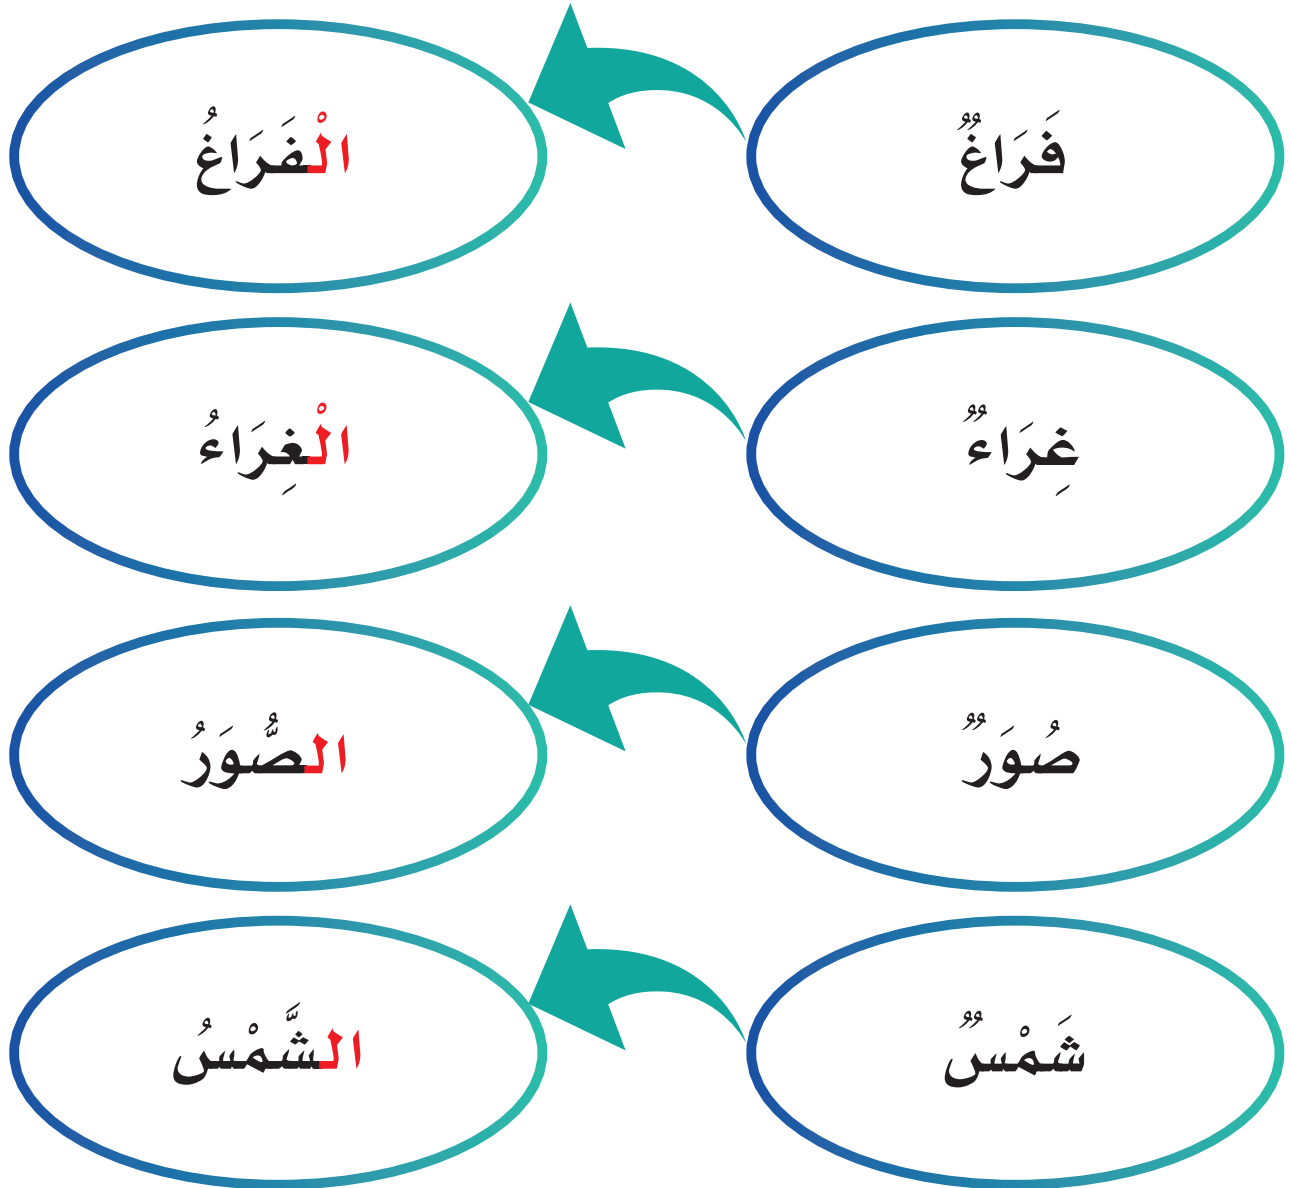 فَرَاغٌ
الْفَرَاغُ
غِرَاءٌ
الْغِرَاءُ
صُوَرٌ
الصُّوَرُ
شَمْسٌ
الشَّمْسُ